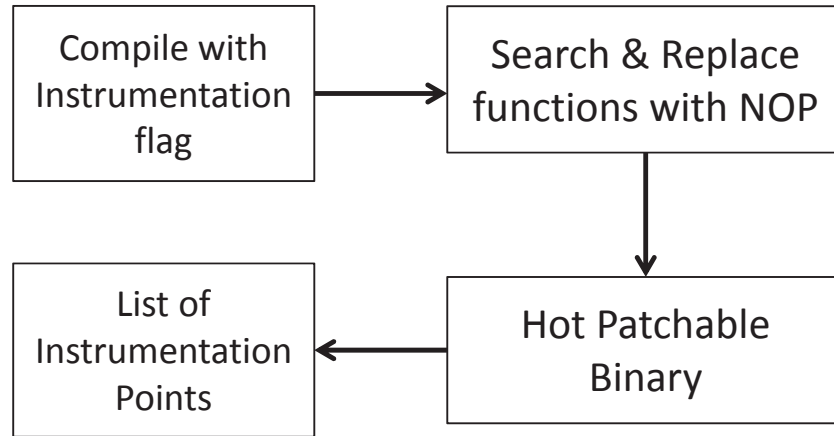 Compile with
Instrumentation
flag
Search & Replace
functions with NOP
Hot Patchable
Binary
List of
Instrumentation
Points